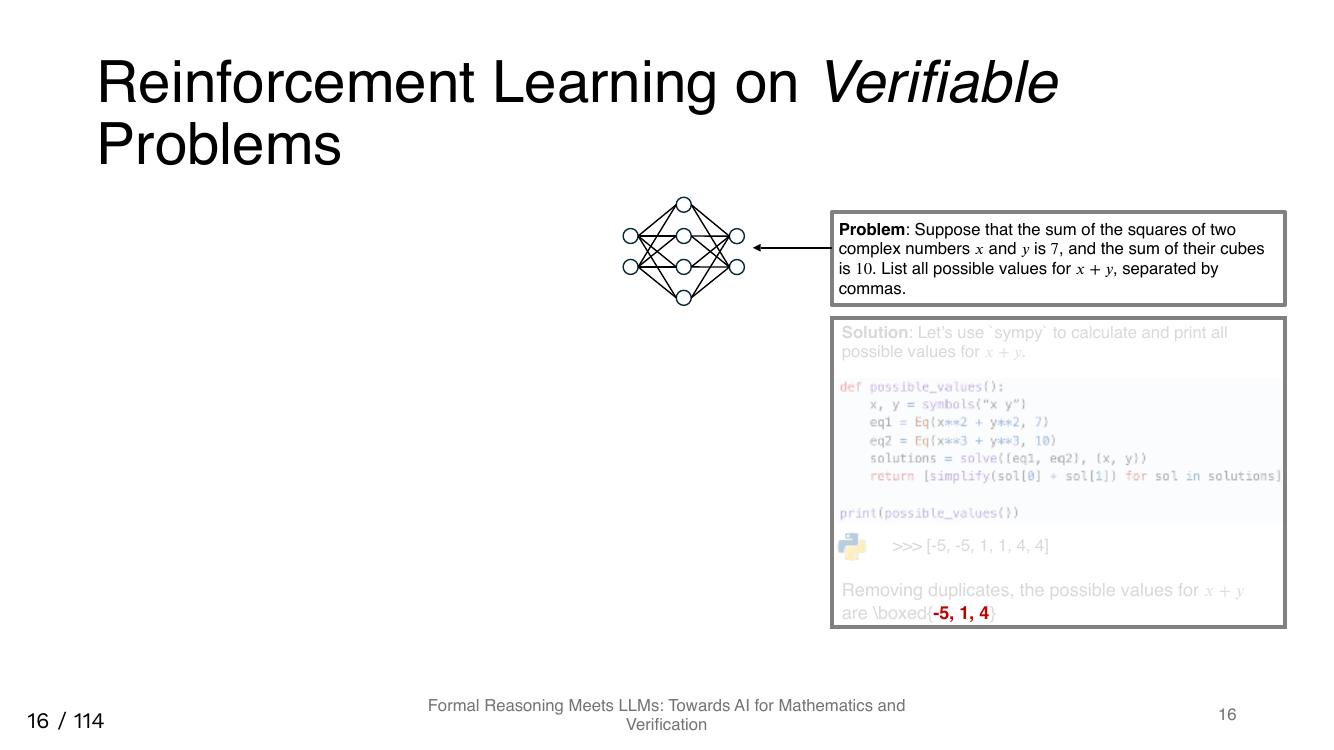 Reinforcement Learning on Verifiable
Problems
Problem: Suppose that the sum of the squares of two
complex numbers x and y is 7, and the sum of their cubes
is 10. List all possible values for x + y, separated by
commas.
Solution: Let’s use `sympy` to calculate and print all
possible values for x + y.
def possible_values():
    x, y = symbols(“x y”)
    eq1 = Eq(x**2 + y**2, 7)
    eq2 = Eq(x**3 + y**3, 10)
    solutions = solve((eq1, eq2), (x, y))
    return [simplify(sol[0] + sol[1]) for sol in solutions]
print(possible_values())
>>> [-5, -5, 1, 1, 4, 4]
Removing duplicates, the possible values for x + y
are \boxed{-5, 1, 4}
16 / 114
Formal Reasoning Meets LLMs: Towards AI for Mathematics and
Verification
16